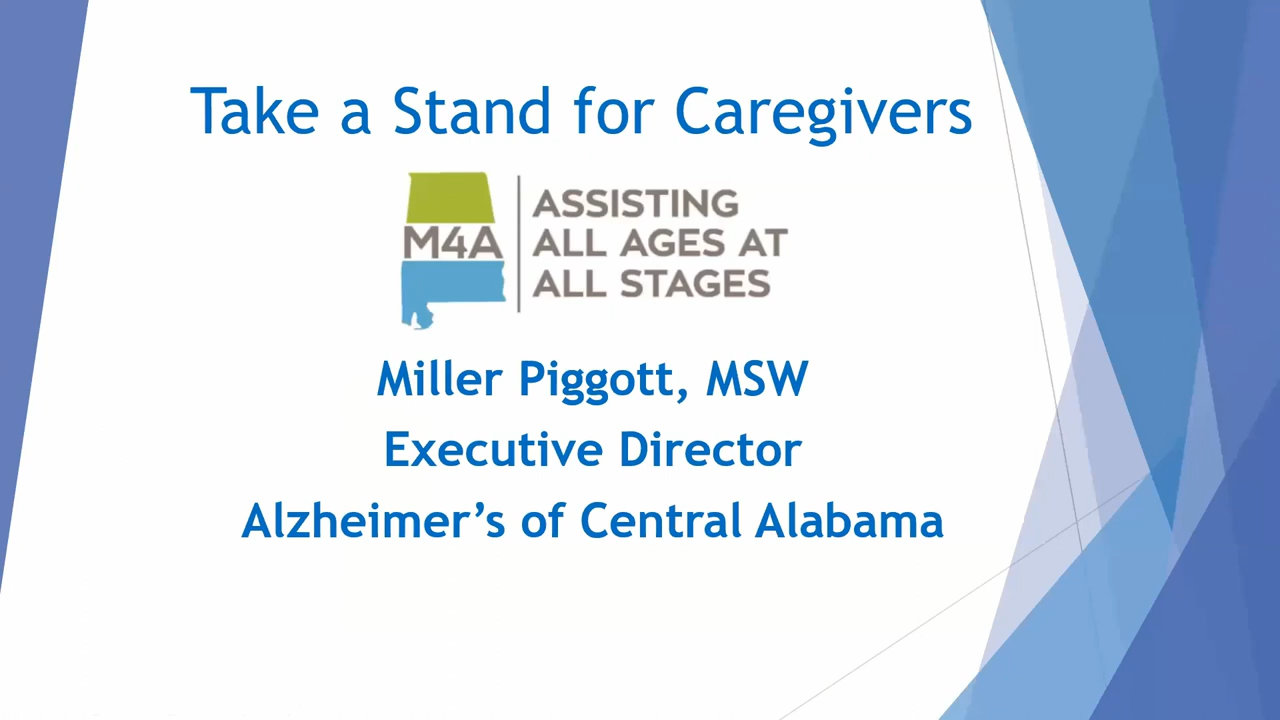 Take a Stand for Caregivers
M4A
ASSISTING
ALL AGES AT
ALL STAGES
Miller Piggott, MSW
Executive Director
Alzheimer’s of Central Alabama